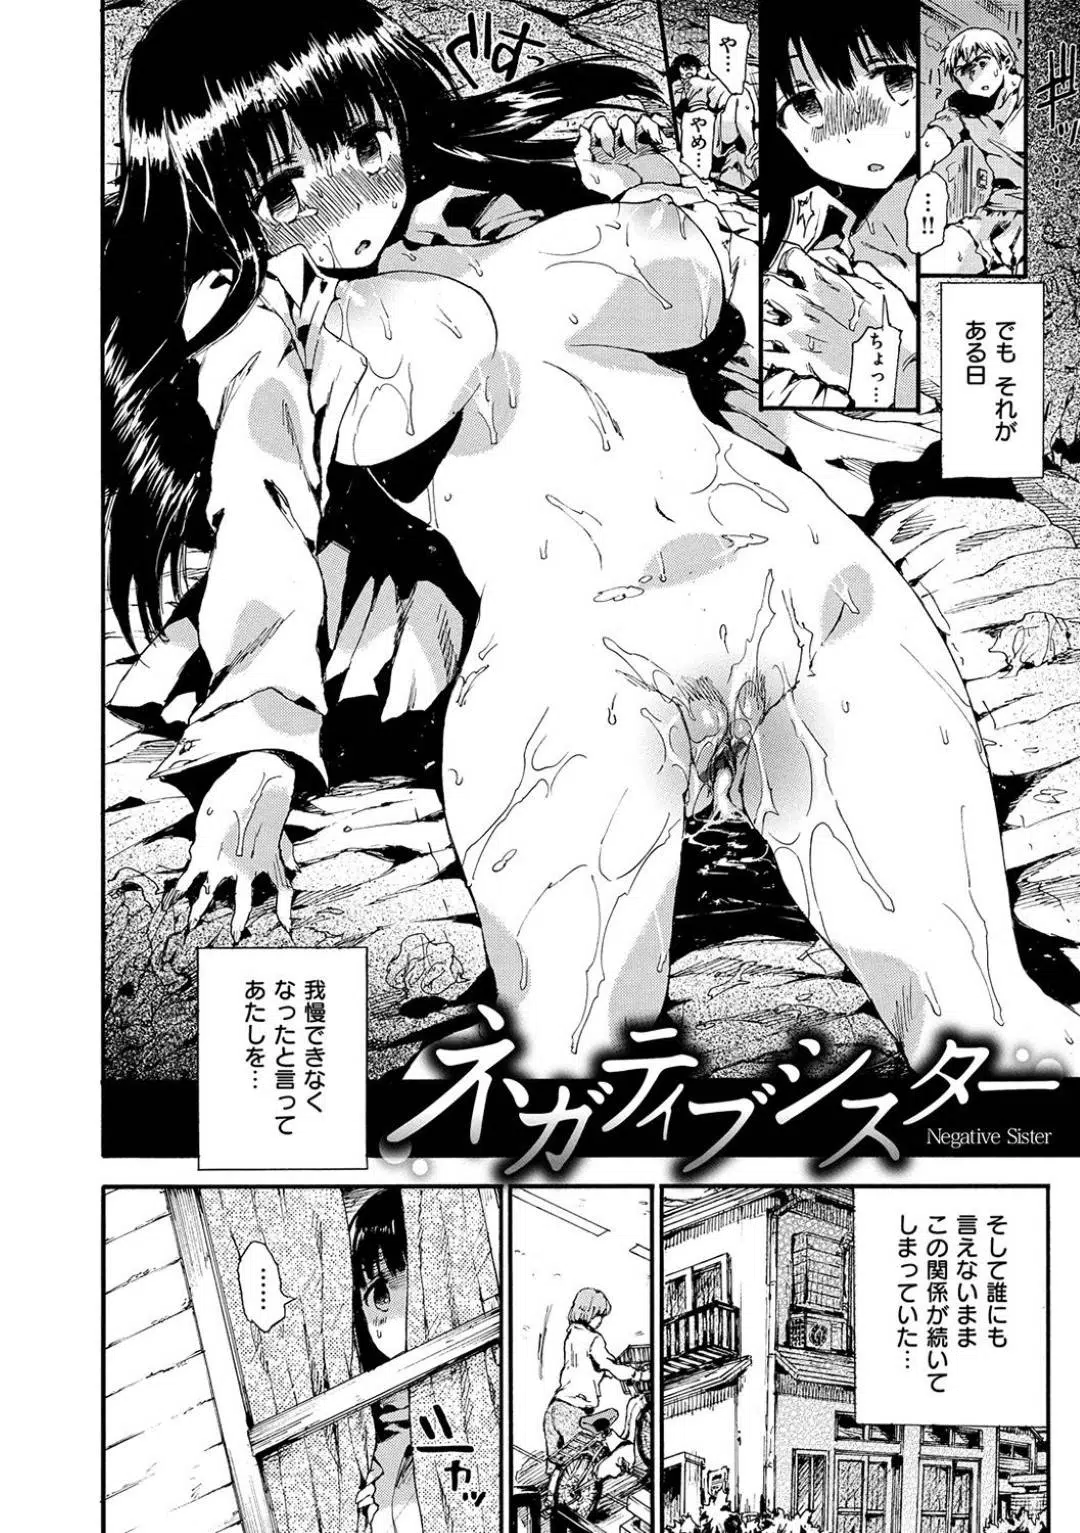 でも それが
ある日
…!!
ちょっ…
や…
やめ…
我慢できなく
なったと言って
あたしを…
ネガティブシスター
Negative Sister
そして誰にも
言えないまま
この関係が続いて
しまっていた…
……